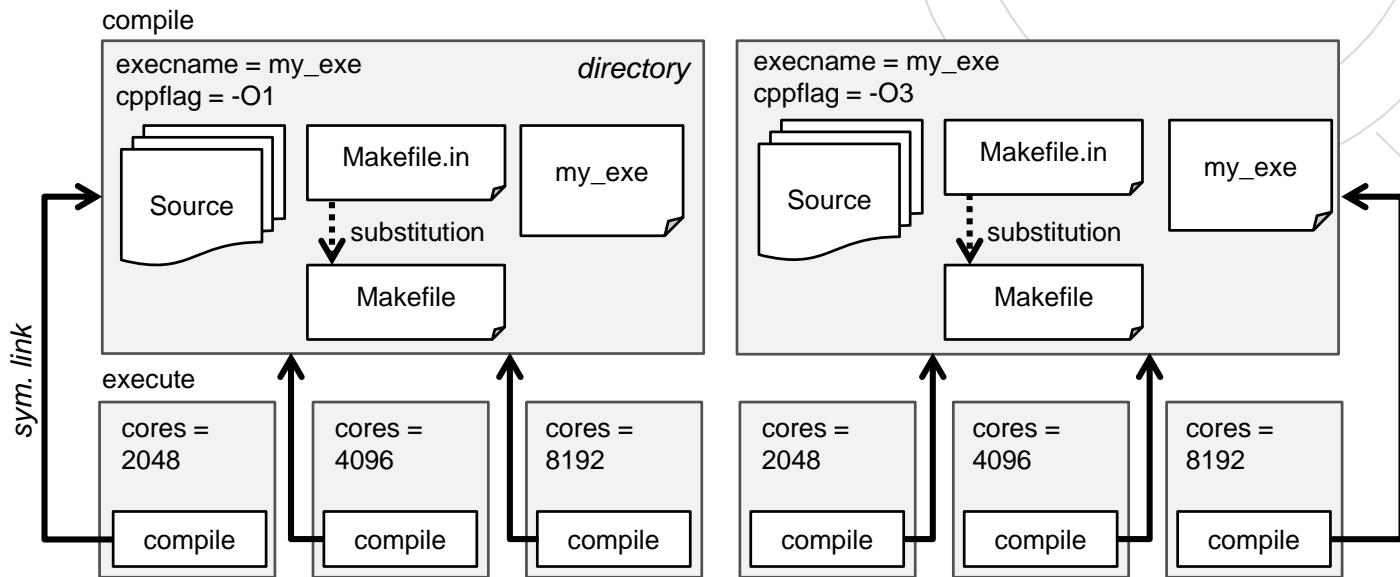 compile
execname = my_exe
cppflag = -O1
directory
Source
Makefile.in
my_exe
substitution
Makefile
execname = my_exe
cppflag = -O3
Source
Makefile.in
my_exe
substitution
Makefile
sym. link
execute
cores =
2048
compile
cores =
4096
compile
cores =
8192
compile
cores =
2048
compile
cores =
4096
compile
cores =
8192
compile